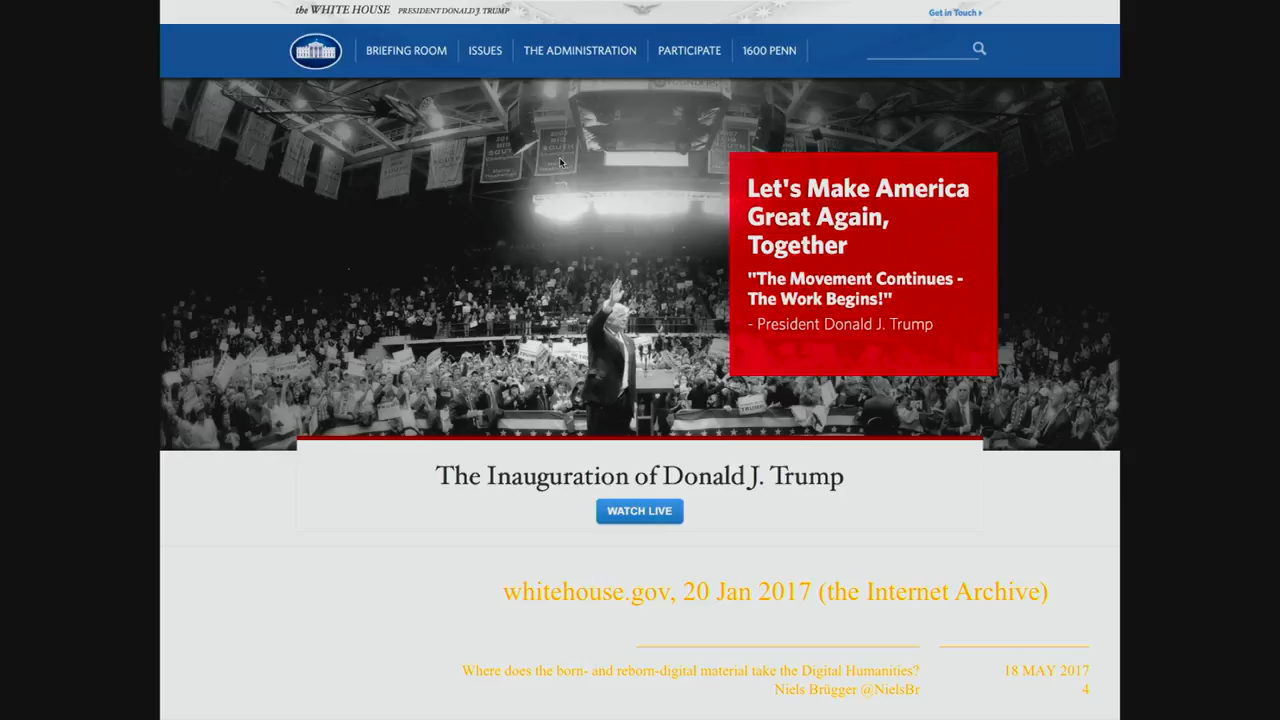 the WHITE HOUSE PRESIDENT DONALD J. TRUMP
Get in Touch
BRIEFING ROOM ISSUES THE ADMINISTRATION PARTICIPATE 1600 PENN
Let's Make America
Great Again,
Together
"The Movement Continues -
The Work Begins!"
- President Donald J. Trump
The Inauguration of Donald J. Trump
WATCH LIVE
whitehouse.gov, 20 Jan 2017 (the Internet Archive)
Where does the born- and reborn-digital material take the Digital Humanities? 18 MAY 2017
Niels Brügger @NielsBr 4